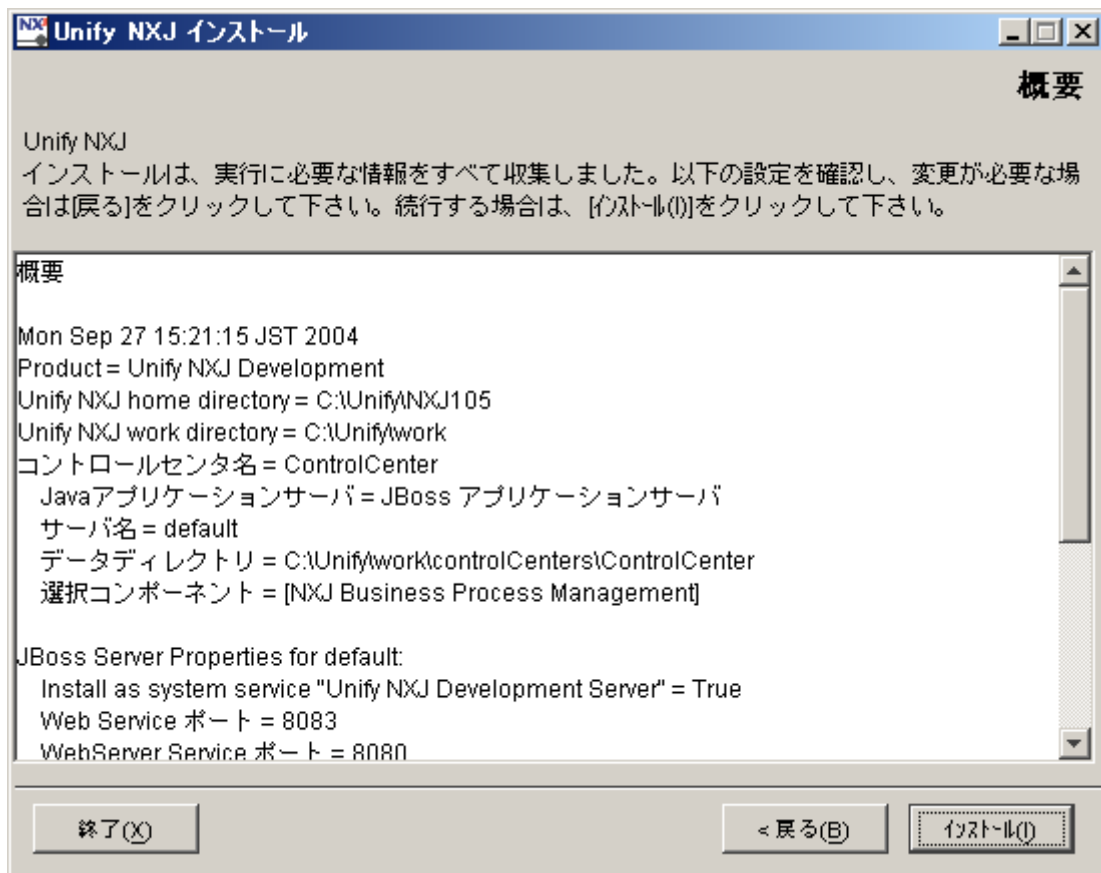 Unify NXJ インストール
概要
Unify NXJ
インストールは、実行に必要な情報をすべて収集しました。以下の設定を確認し、変更が必要な場
合は[戻る]をクリックして下さい。続行する場合は、[ｲﾝｽﾄｰﾙ(I)]をクリックして下さい。
概要
Mon Sep 27 15:21:15 JST 2004
Product = Unify NXJ Development
Unify NXJ home directory = C:\Unify\NXJ105
Unify NXJ work directory = C:\Unify\work
コントロールセンタ名 = ControlCenter
Javaアプリケーションサーバ = JBoss アプリケーションサーバ
サーバ名 = default
データディレクトリ = C:\Unify\work\controlCenters\ControlCenter
選択コンポーネント = [NXJ Business Process Management]
JBoss Server Properties for default:
Install as system service "Unify NXJ Development Server" = True
Web Service ポート = 8083
WebServer Service ポート = 8080
終了(X)
< 戻る(B)
ｲﾝｽﾄｰﾙ(I)